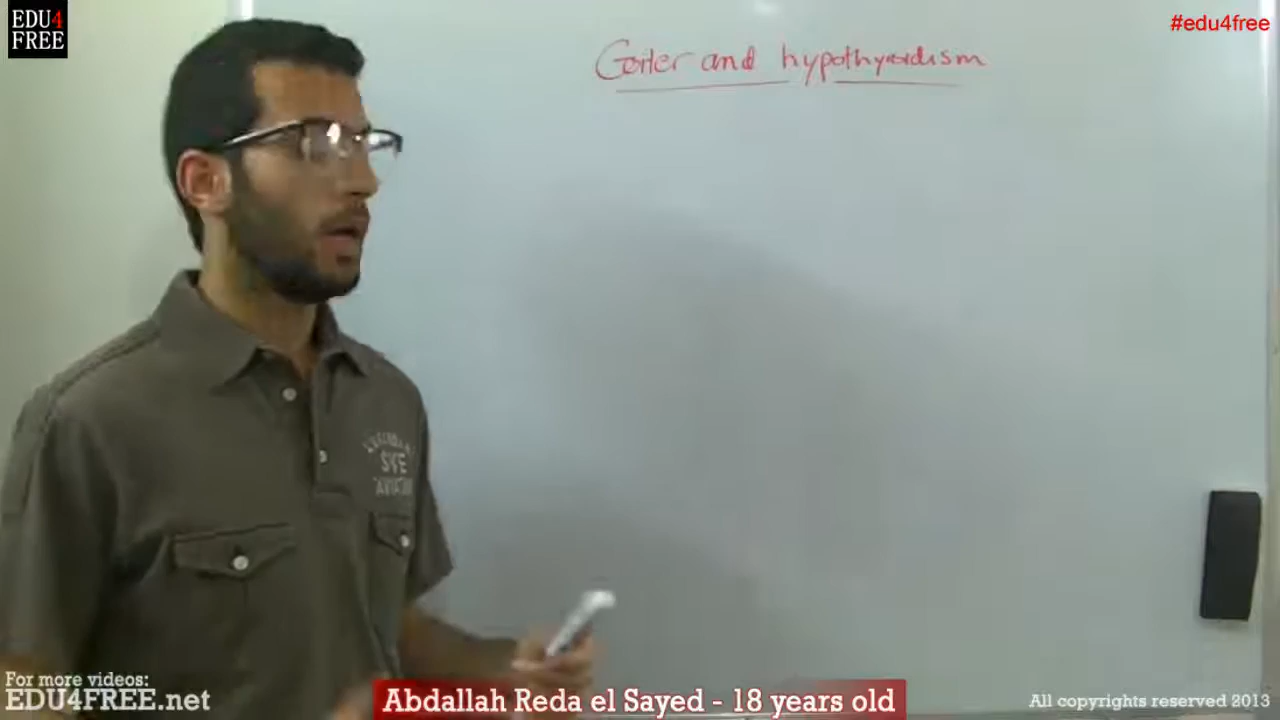 EDU4
FREE
#edu4free
Goiter and hypothyroidism
SVE
For more videos:
EDU4FREE.net
Abdallah Reda el Sayed - 18 years old
All copyrights reserved 2013